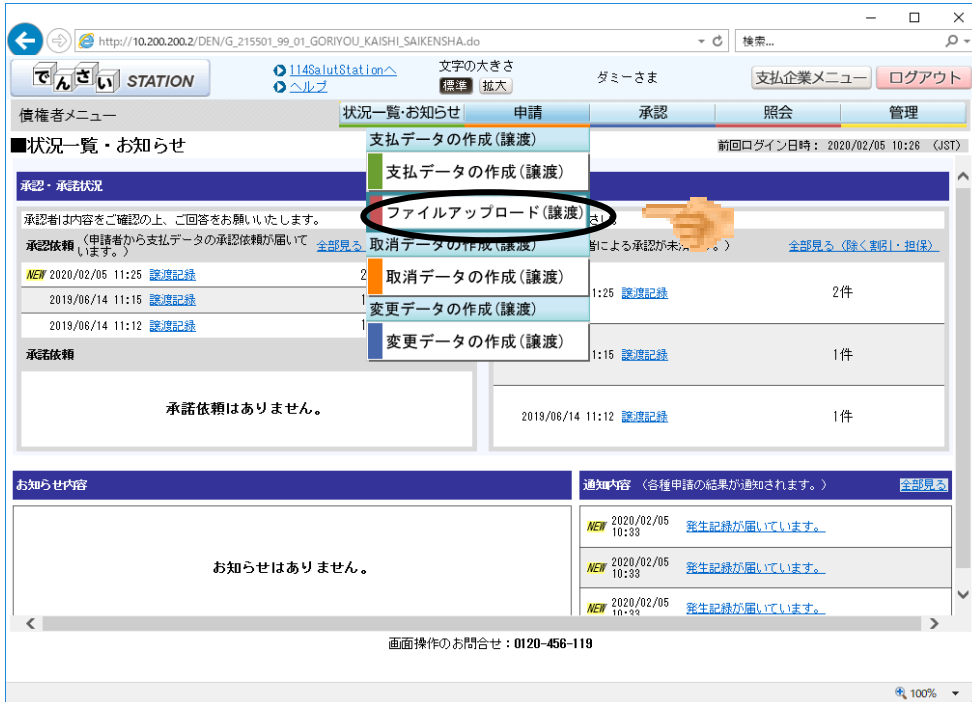 http://10.200.200.2/DEN/G_215501_99_01_GORIYOU_KAISHI_SAIKENSHA.do
検索...
でんさい STATION
114SalutStationへ
ヘルプ
文字の大きさ
標準 拡大
ダミーさま
支払企業メニュー
ログアウト
債権者メニュー
状況一覧・お知らせ 申請 承認 照会 管理
■状況一覧・お知らせ
前回ログイン日時： 2020/02/05 10:26 (JST)
支払データの作成(譲渡)
支払データの作成(譲渡)
ファイルアップロード(譲渡)
取消データの作成(譲渡)
取消データの作成(譲渡)
変更データの作成(譲渡)
変更データの作成(譲渡)
承認・承諾状況
承認者は内容をご確認の上、ご回答をお願いいたします。
承認依頼 （申請者から支払データの承認依頼が届いています。）
全部見る
NEW 2020/02/05 11:25 譲渡記録 2
2019/06/14 11:15 譲渡記録 1
2019/06/14 11:12 譲渡記録 1
承諾依頼
承諾依頼はありません。
さい。
者による承認が未 。）
全部見る（除く割引・担保）
1:25 譲渡記録 2件
1:15 譲渡記録 1件
2019/06/14 11:12 譲渡記録 1件
お知らせ内容
お知らせはありません。
通知内容 （各種申請の結果が通知されます。）
全部見る
NEW 2020/02/05 10:33 発生記録が届いています。
NEW 2020/02/05 10:33 発生記録が届いています。
NEW 2020/02/05 10:33 発生記録が届いています。
画面操作のお問合せ：0120-456-119
100%